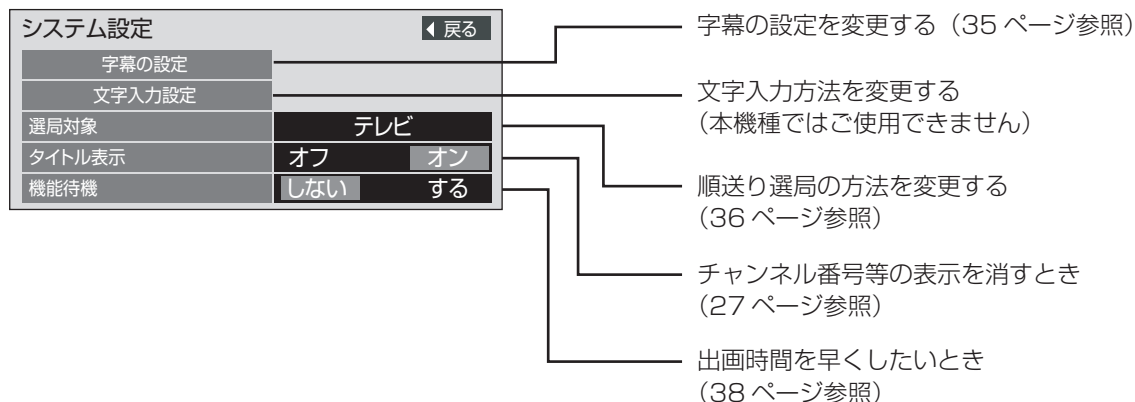 システム設定
◀ 戻る
字幕の設定
文字入力設定
選局対象
テレビ
タイトル表示
オフ オン
機能待機
しない する
字幕の設定を変更する（35 ページ参照）
文字入力方法を変更する
（本機種ではご使用できません）
順送り選局の方法を変更する
（36 ページ参照）
チャンネル番号等の表示を消すとき
（27 ページ参照）
出画時間を早くしたいとき
（38 ページ参照）